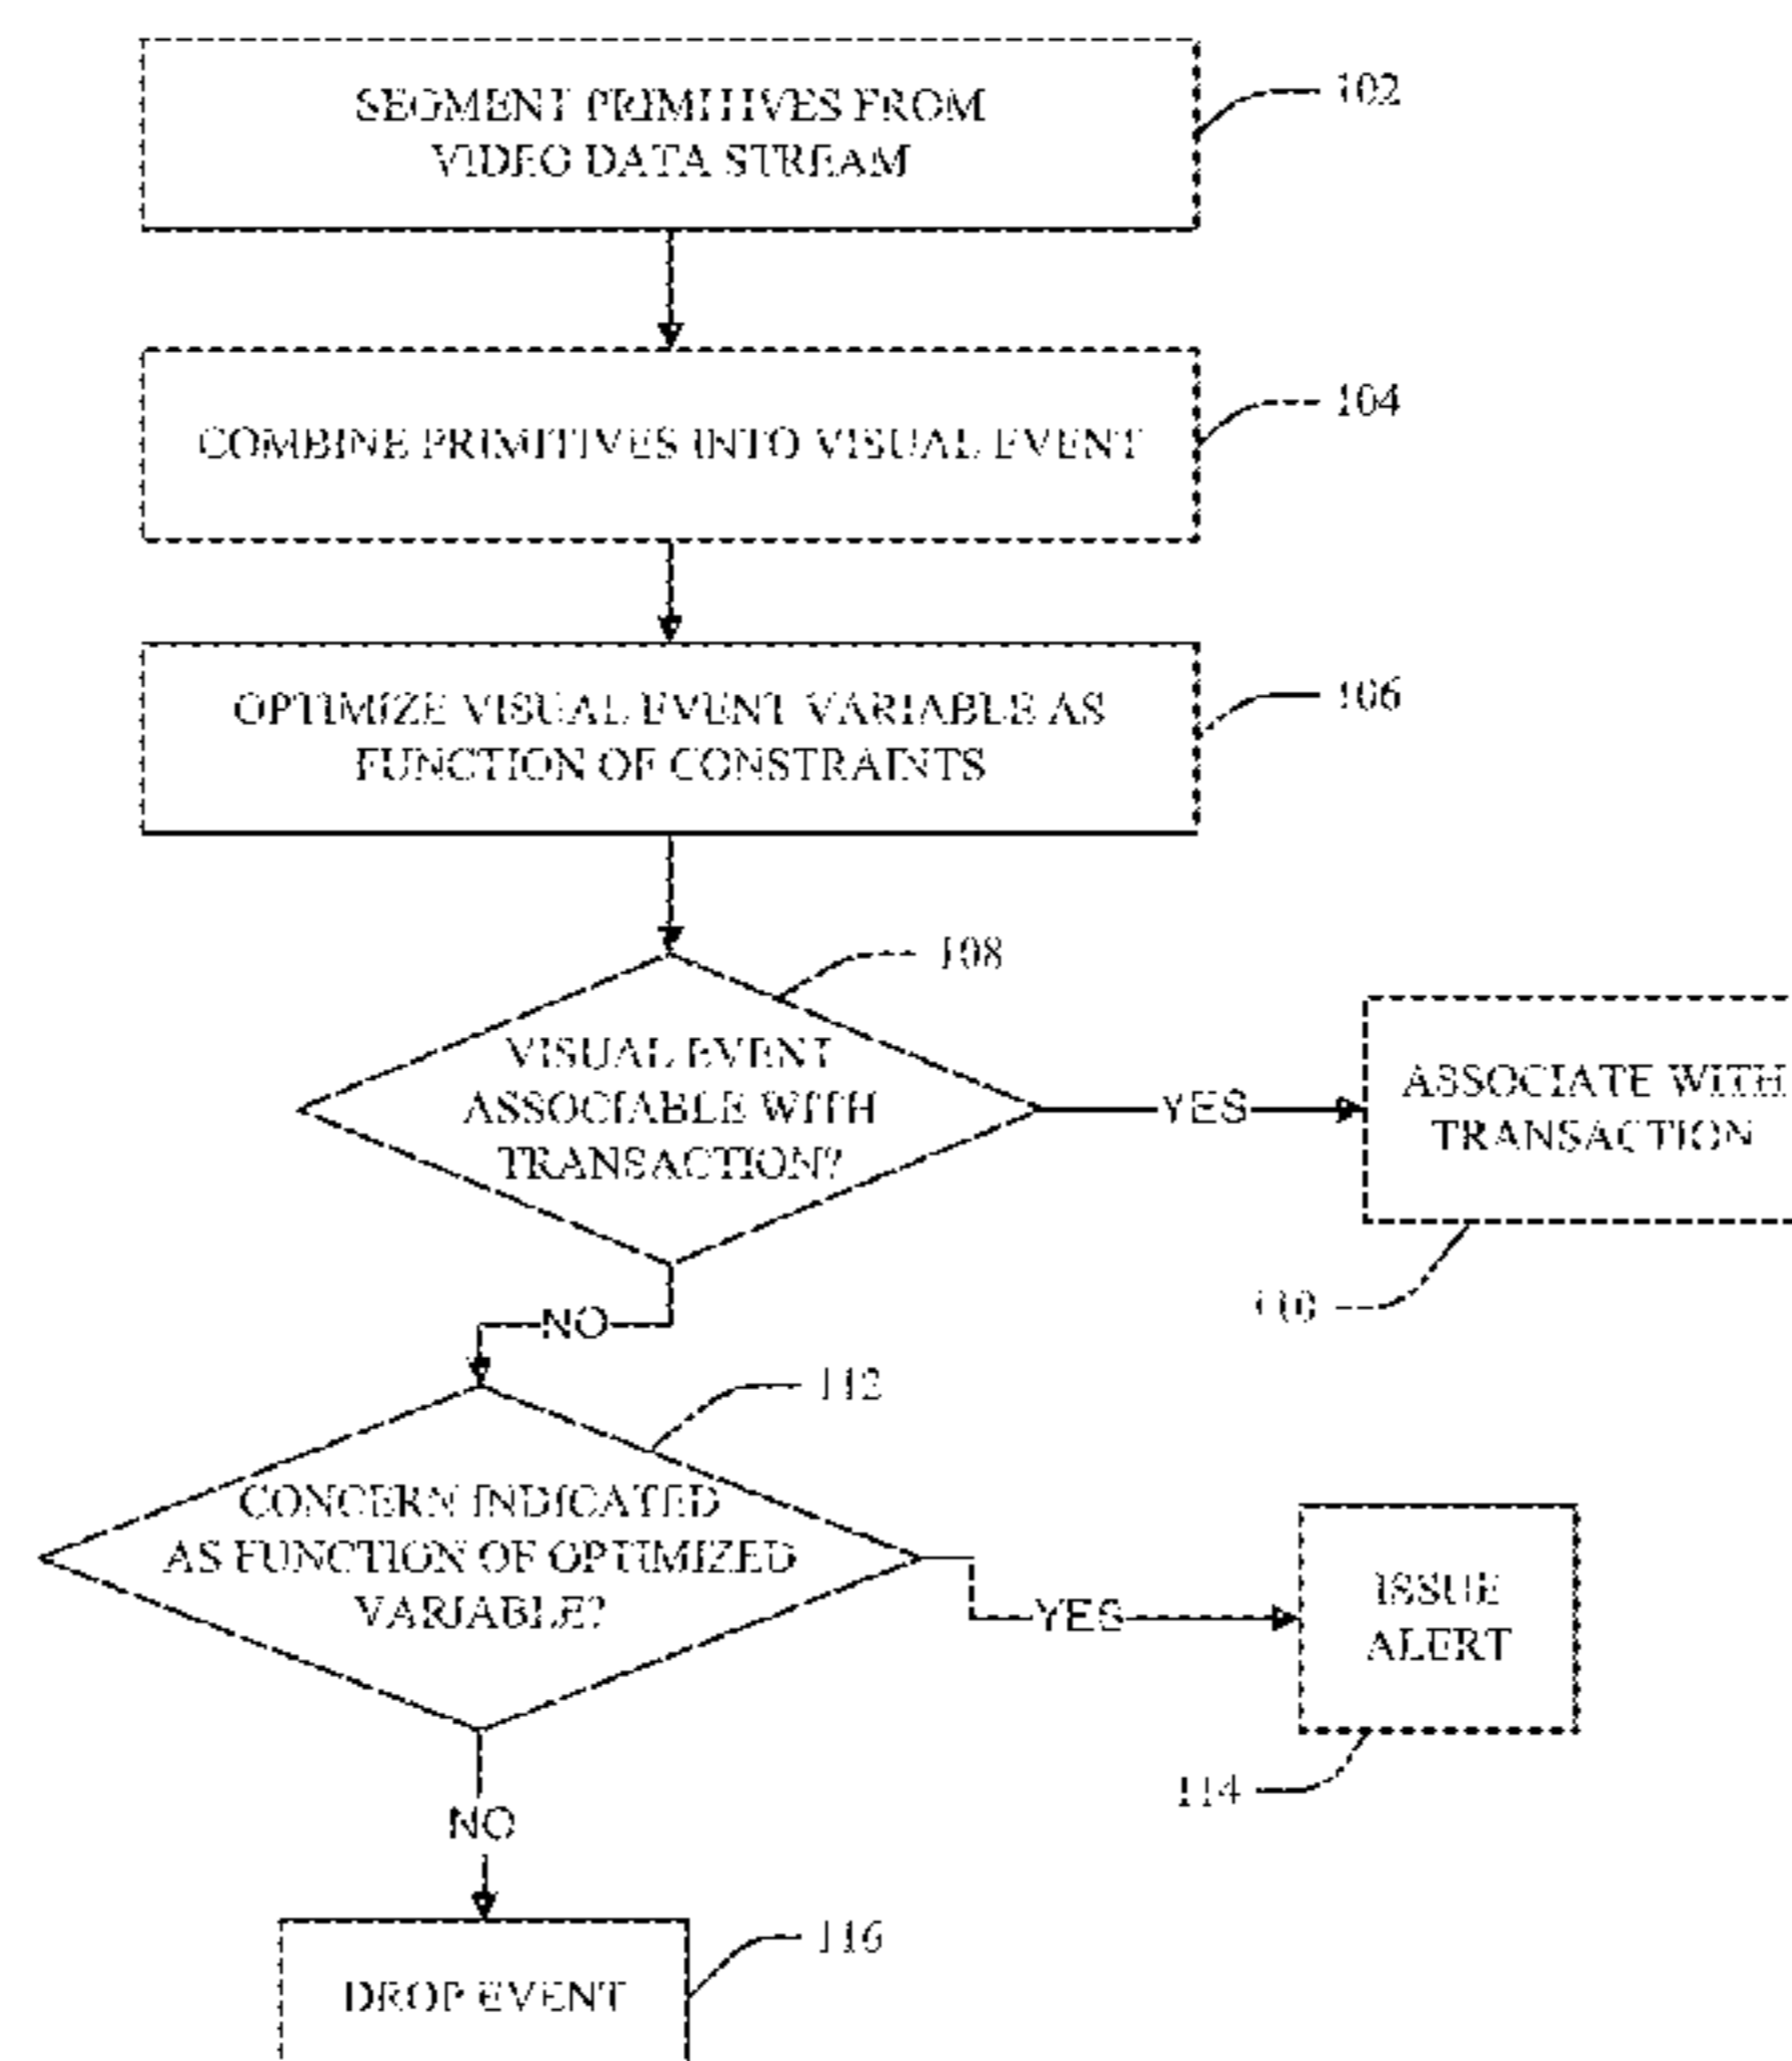 SEGMENT PRIMITIVES FROM
VIDEO DATA STREAM
102
COMBINE PRIMITIVES INTO VISUAL EVENT
104
OPTIMIZE VISUAL EVENT VARIABLE AS
FUNCTION OF CONSTRAINTS
106
108
VISUAL EVENT
ASSOCIABLE WITH
TRANSACTION?
YES
ASSOCIATE WITH
TRANSACTION
110
NO
112
CONCERN INDICATED
AS FUNCTION OF OPTIMIZED
VARIABLE?
YES
ISSUE
ALERT
114
NO
116
DROP EVENT